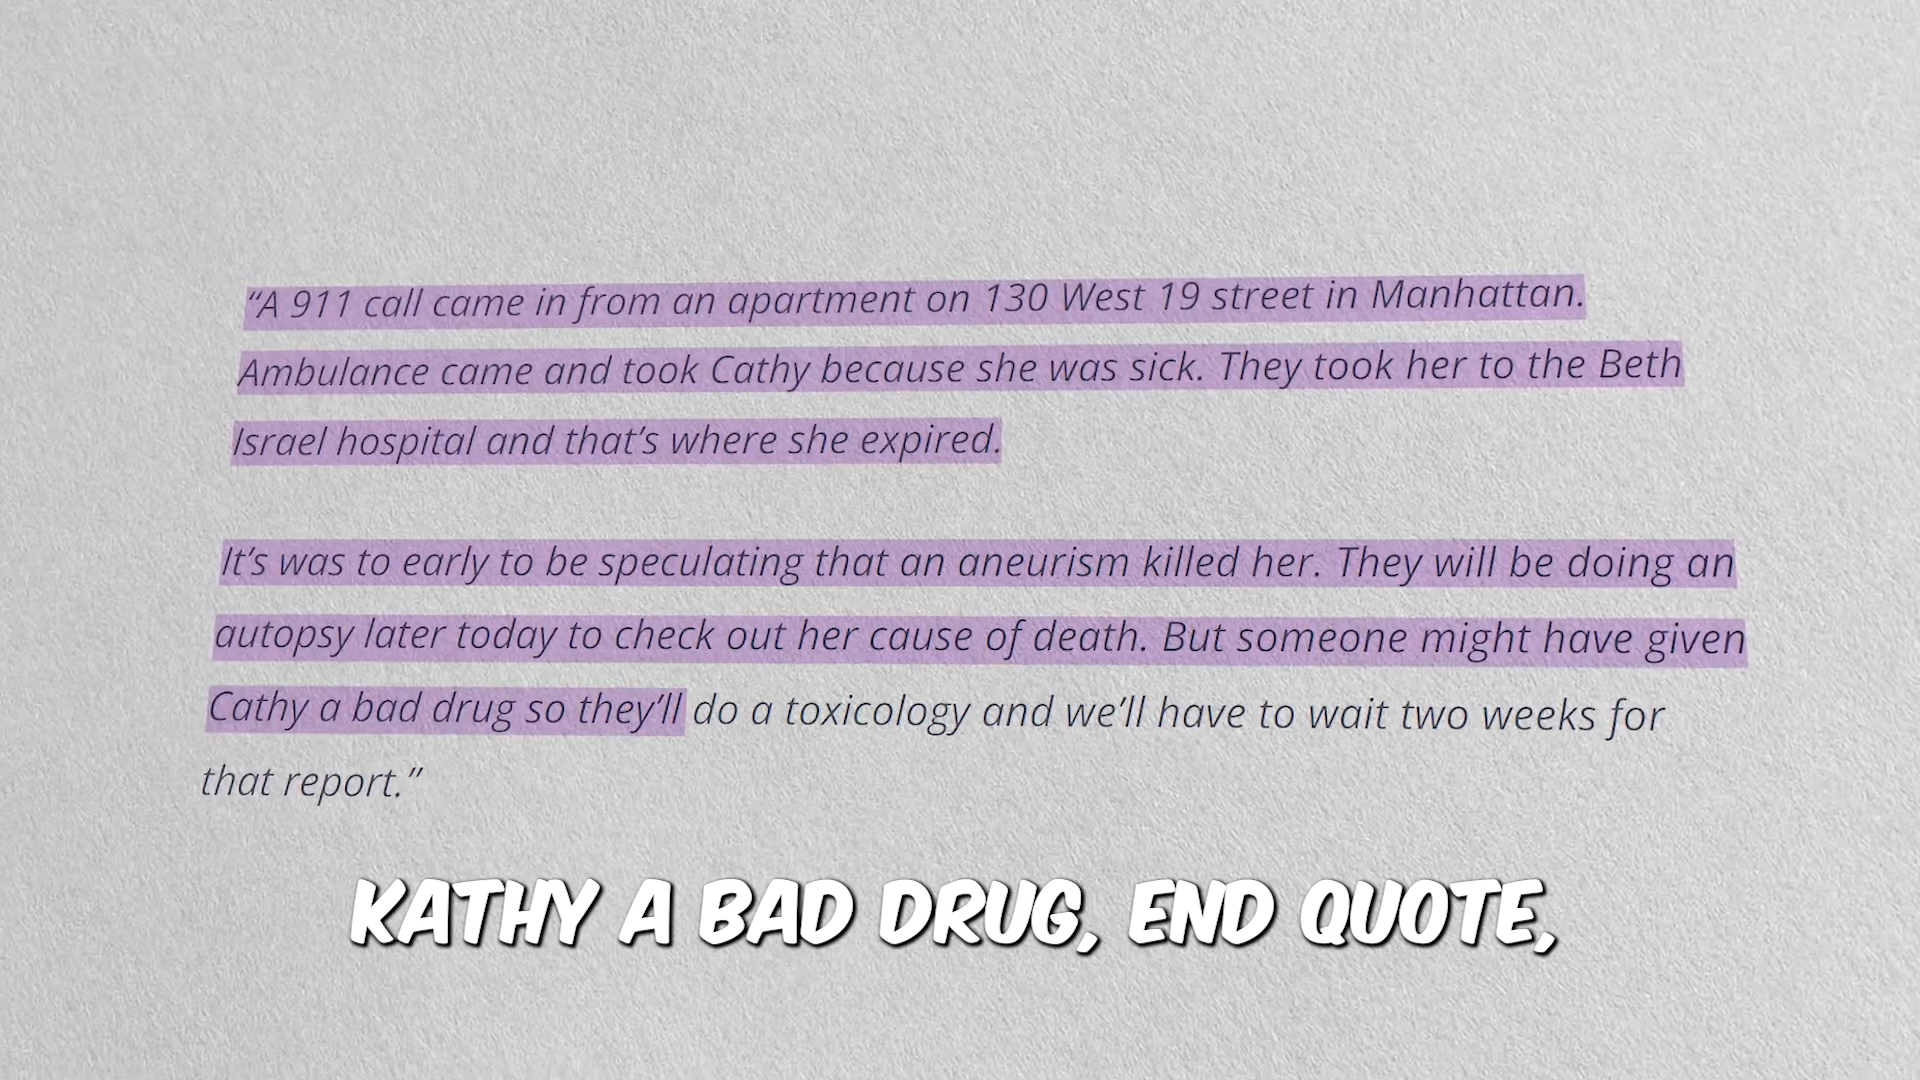 “A 911 call came in from an apartment on 130 West 19 street in Manhattan.
Ambulance came and took Cathy because she was sick. They took her to the Beth
Israel hospital and that’s where she expired.
It’s was to early to be speculating that an aneurism killed her. They will be doing an
autopsy later today to check out her cause of death. But someone might have given
Cathy a bad drug so they’ll do a toxicology and we’ll have to wait two weeks for
that report.”
KATHY A BAD DRUG, END QUOTE,